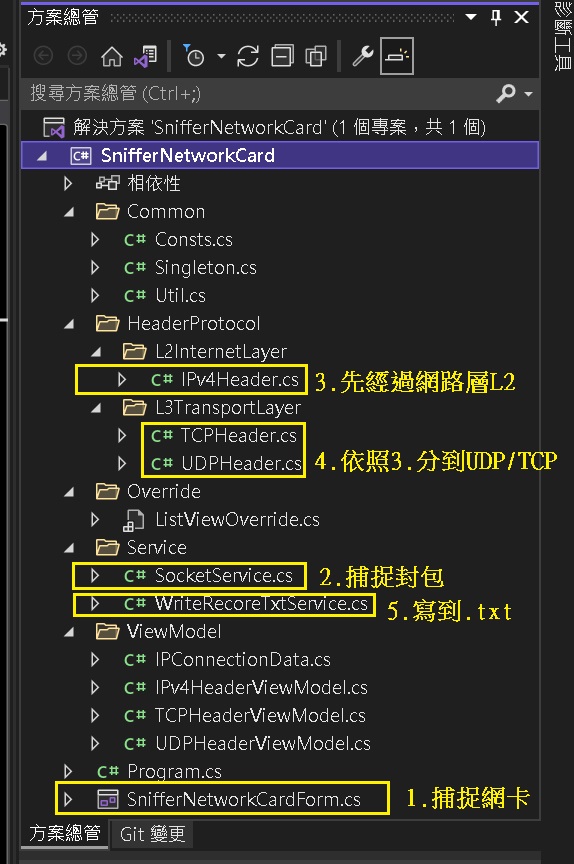 方案總管
診斷工具
搜尋方案總管 (Ctrl+;)
解決方案 'SnifferNetworkCard' (1 個專案，共 1 個)
C# SnifferNetworkCard
相依性
Common
C# Consts.cs
C# Singleton.cs
C# Util.cs
HeaderProtocol
L2InternetLayer
C# IPv4Header.cs 3.先經過網路層L2
L3TransportLayer
C# TCPHeader.cs
C# UDPHeader.cs 4.依照3.分到UDP/TCP
Override
ListViewOverride.cs
Service
C# SocketService.cs 2.捕捉封包
C# WriteRecoreTxtService.cs 5.寫到.txt
ViewModel
C# IPConnectionData.cs
C# IPv4HeaderViewModel.cs
C# TCPHeaderViewModel.cs
C# UDPHeaderViewModel.cs
C# Program.cs
SnifferNetworkCardForm.cs 1.捕捉網卡
方案總管 Git 變更